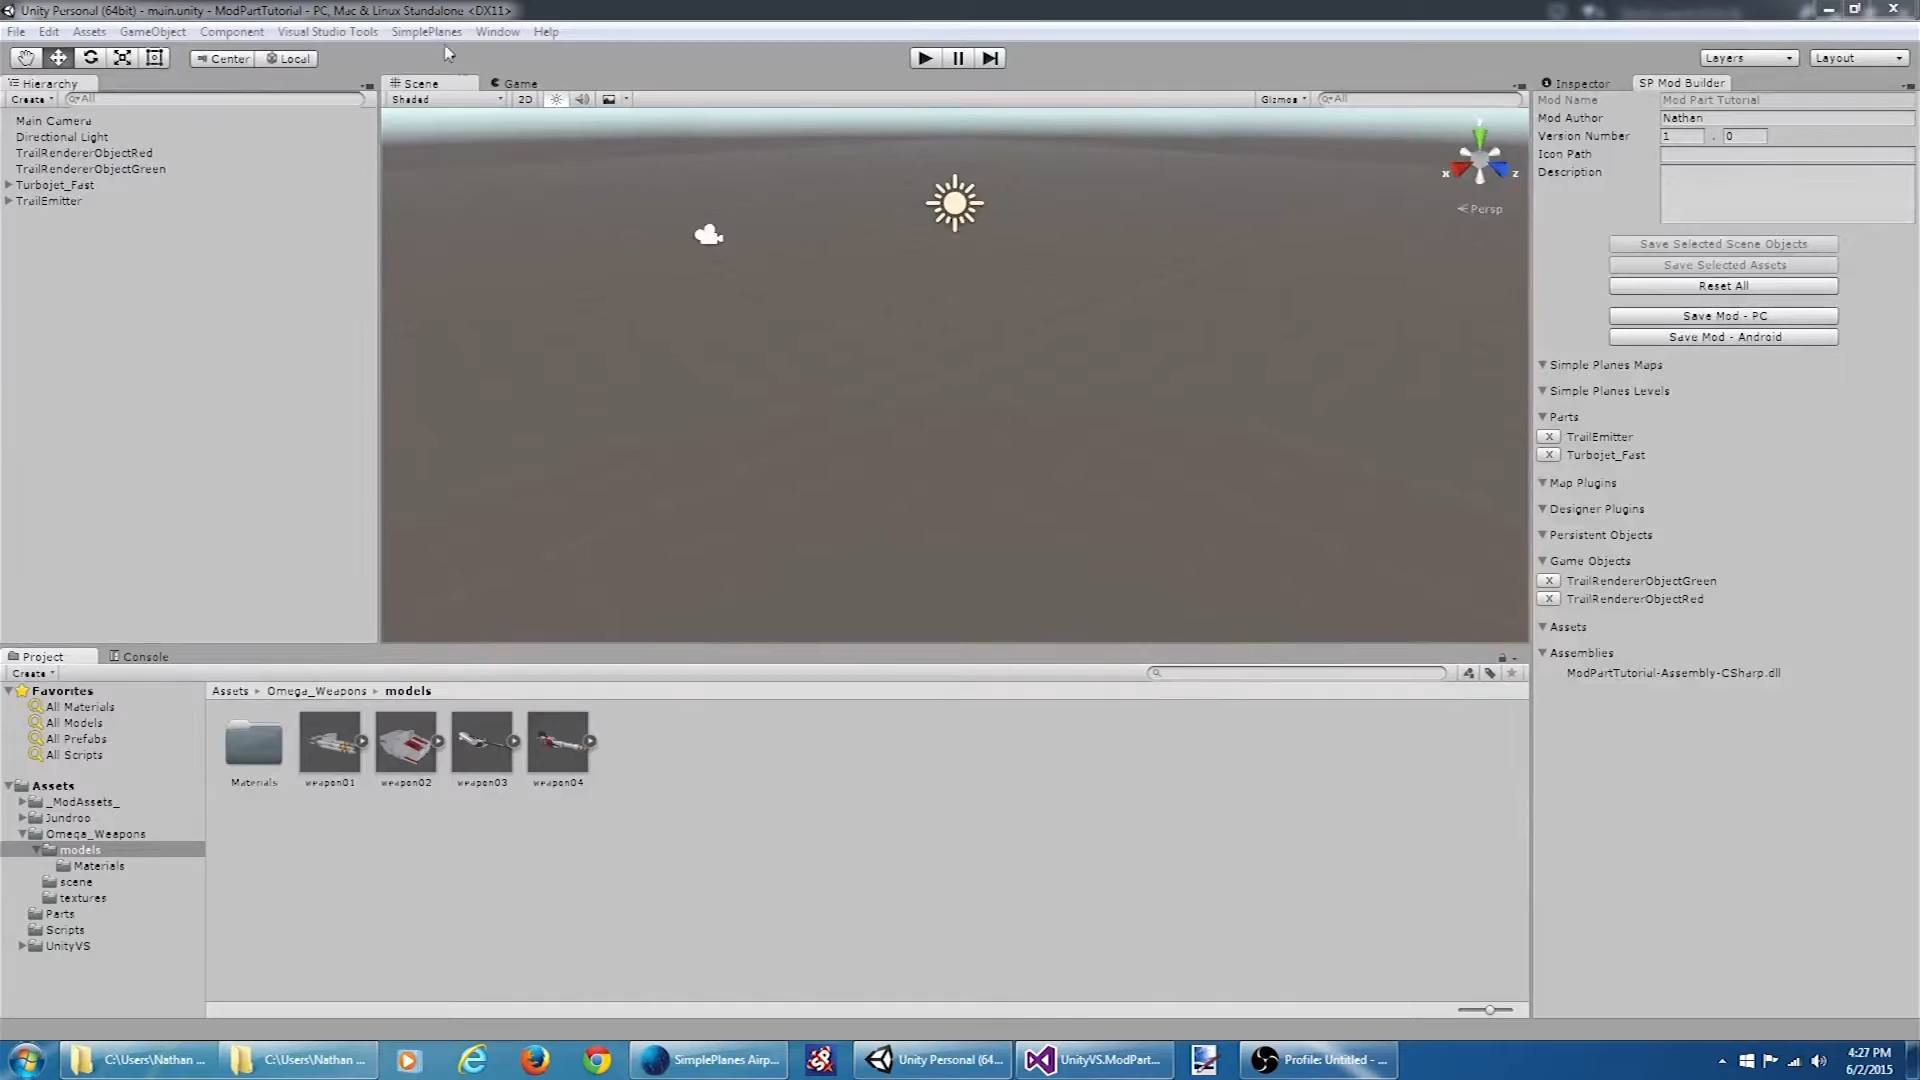 Unity Personal (64bit) - main.unity - ModPartTutorial - PC, Mac & Linux Standalone <DX11>
File Edit Assets GameObject Component Visual Studio Tools SimplePlanes Window Help
Center Local Layers Layout
Hierarchy
Create All
Main Camera
Directional Light
TrailRendererObjectRed
TrailRendererObjectGreen
Turbojet_Fast
TrailEmitter
Scene Game
Shaded 2D Gizmos All
y
x z
Persp
Inspector SP Mod Builder
Mod Name Mod Part Tutorial
Mod Author Nathan
Version Number 1 . 0
Icon Path
Description
Save Selected Scene Objects
Save Selected Assets
Reset All
Save Mod - PC
Save Mod - Android
Simple Planes Maps
Simple Planes Levels
Parts
X TrailEmitter
X Turbojet_Fast
Map Plugins
Designer Plugins
Persistent Objects
Game Objects
X TrailRendererObjectGreen
X TrailRendererObjectRed
Assets
Assemblies
ModPartTutorial-Assembly-CSharp.dll
Project Console
Create
Favorites
All Materials
All Models
All Prefabs
All Scripts
Assets
_ModAssets_
Jundroo
Omega_Weapons
models
Materials
scene
textures
Parts
Scripts
UnityVS
Assets Omega_Weapons models
Materials weapon01 weapon02 weapon03 weapon04
C:\Users\Nathan ... C:\Users\Nathan ... SimplePlanes Airp... Unity Personal (64... UnityVS.ModPart... Profile: Untitled - ...
4:27 PM
6/2/2015